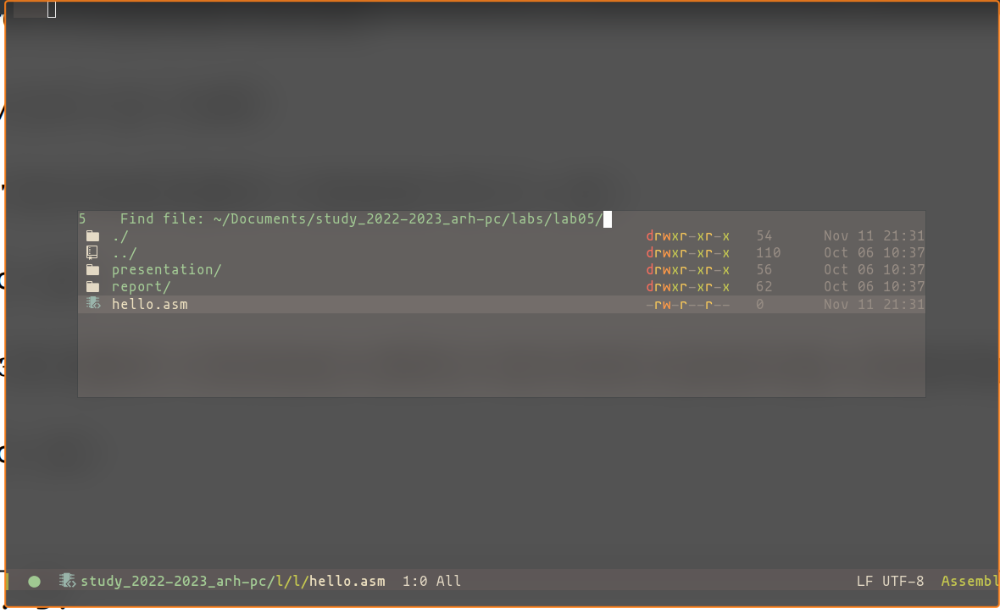 5 Find file: ~/Documents/study_2022-2023_arh-pc/labs/lab05/
./ drwxr-xr-x 54 Nov 11 21:31
../ drwxr-xr-x 110 Oct 06 10:37
presentation/ drwxr-xr-x 56 Oct 06 10:37
report/ drwxr-xr-x 62 Oct 06 10:37
hello.asm -rw-r--r-- 0 Nov 11 21:31
study_2022-2023_arh-pc/l/l/hello.asm 1:0 All LF UTF-8 Assembl